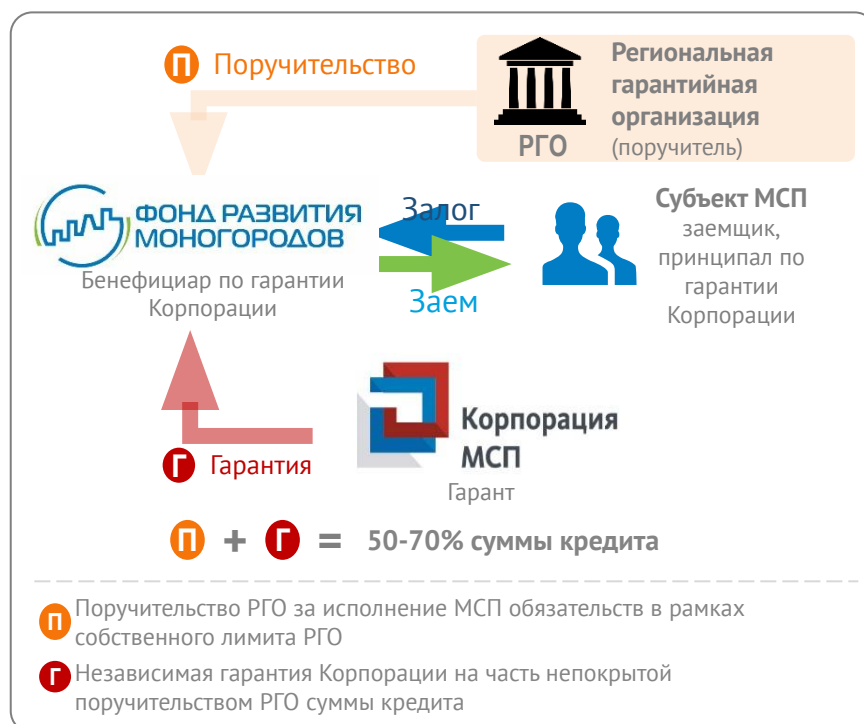 П Поручительство
Региональная
гарантийная
организация
(поручитель)
РГО
ФОНД РАЗВИТИЯ
МОНОГОРОДОВ
Бенефициар по гарантии
Корпорации
Залог
Заем
Субъект МСП
заемщик,
принципал по
гарантии
Корпорации
Корпорация
МСП
Гарант
Г Гарантия
П + Г = 50-70% суммы кредита
П Поручительство РГО за исполнение МСП обязательств в рамках
собственного лимита РГО
Г Независимая гарантия Корпорации на часть непокрытой
поручительством РГО суммы кредита